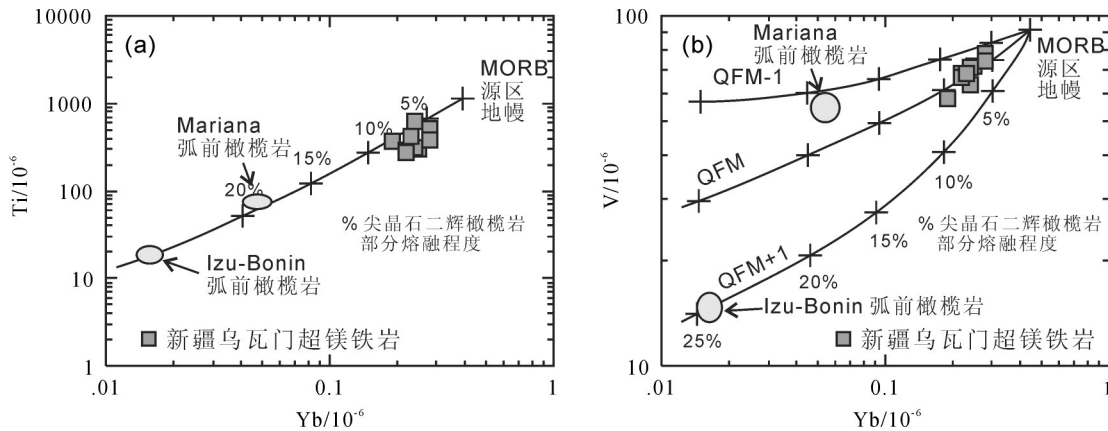 10000
1000
100
10
1
Ti/10⁻⁶
(a)
MORB
源区
地幔
5%
10%
15%
20%
Mariana
弧前橄榄岩
% 尖晶石二辉橄榄岩
部分熔融程度
Izu-Bonin
弧前橄榄岩
新疆乌瓦门超镁铁岩
.01
0.1
1
Yb/10⁻⁶
100
10
V/10⁻⁶
(b)
Mariana
弧前橄榄岩
MORB
源区
地幔
QFM-1
QFM
QFM+1
5%
10%
15%
20%
25%
% 尖晶石二辉橄榄岩
部分熔融程度
Izu-Bonin 弧前橄榄岩
新疆乌瓦门超镁铁岩
.01
0.1
1
Yb/10⁻⁶